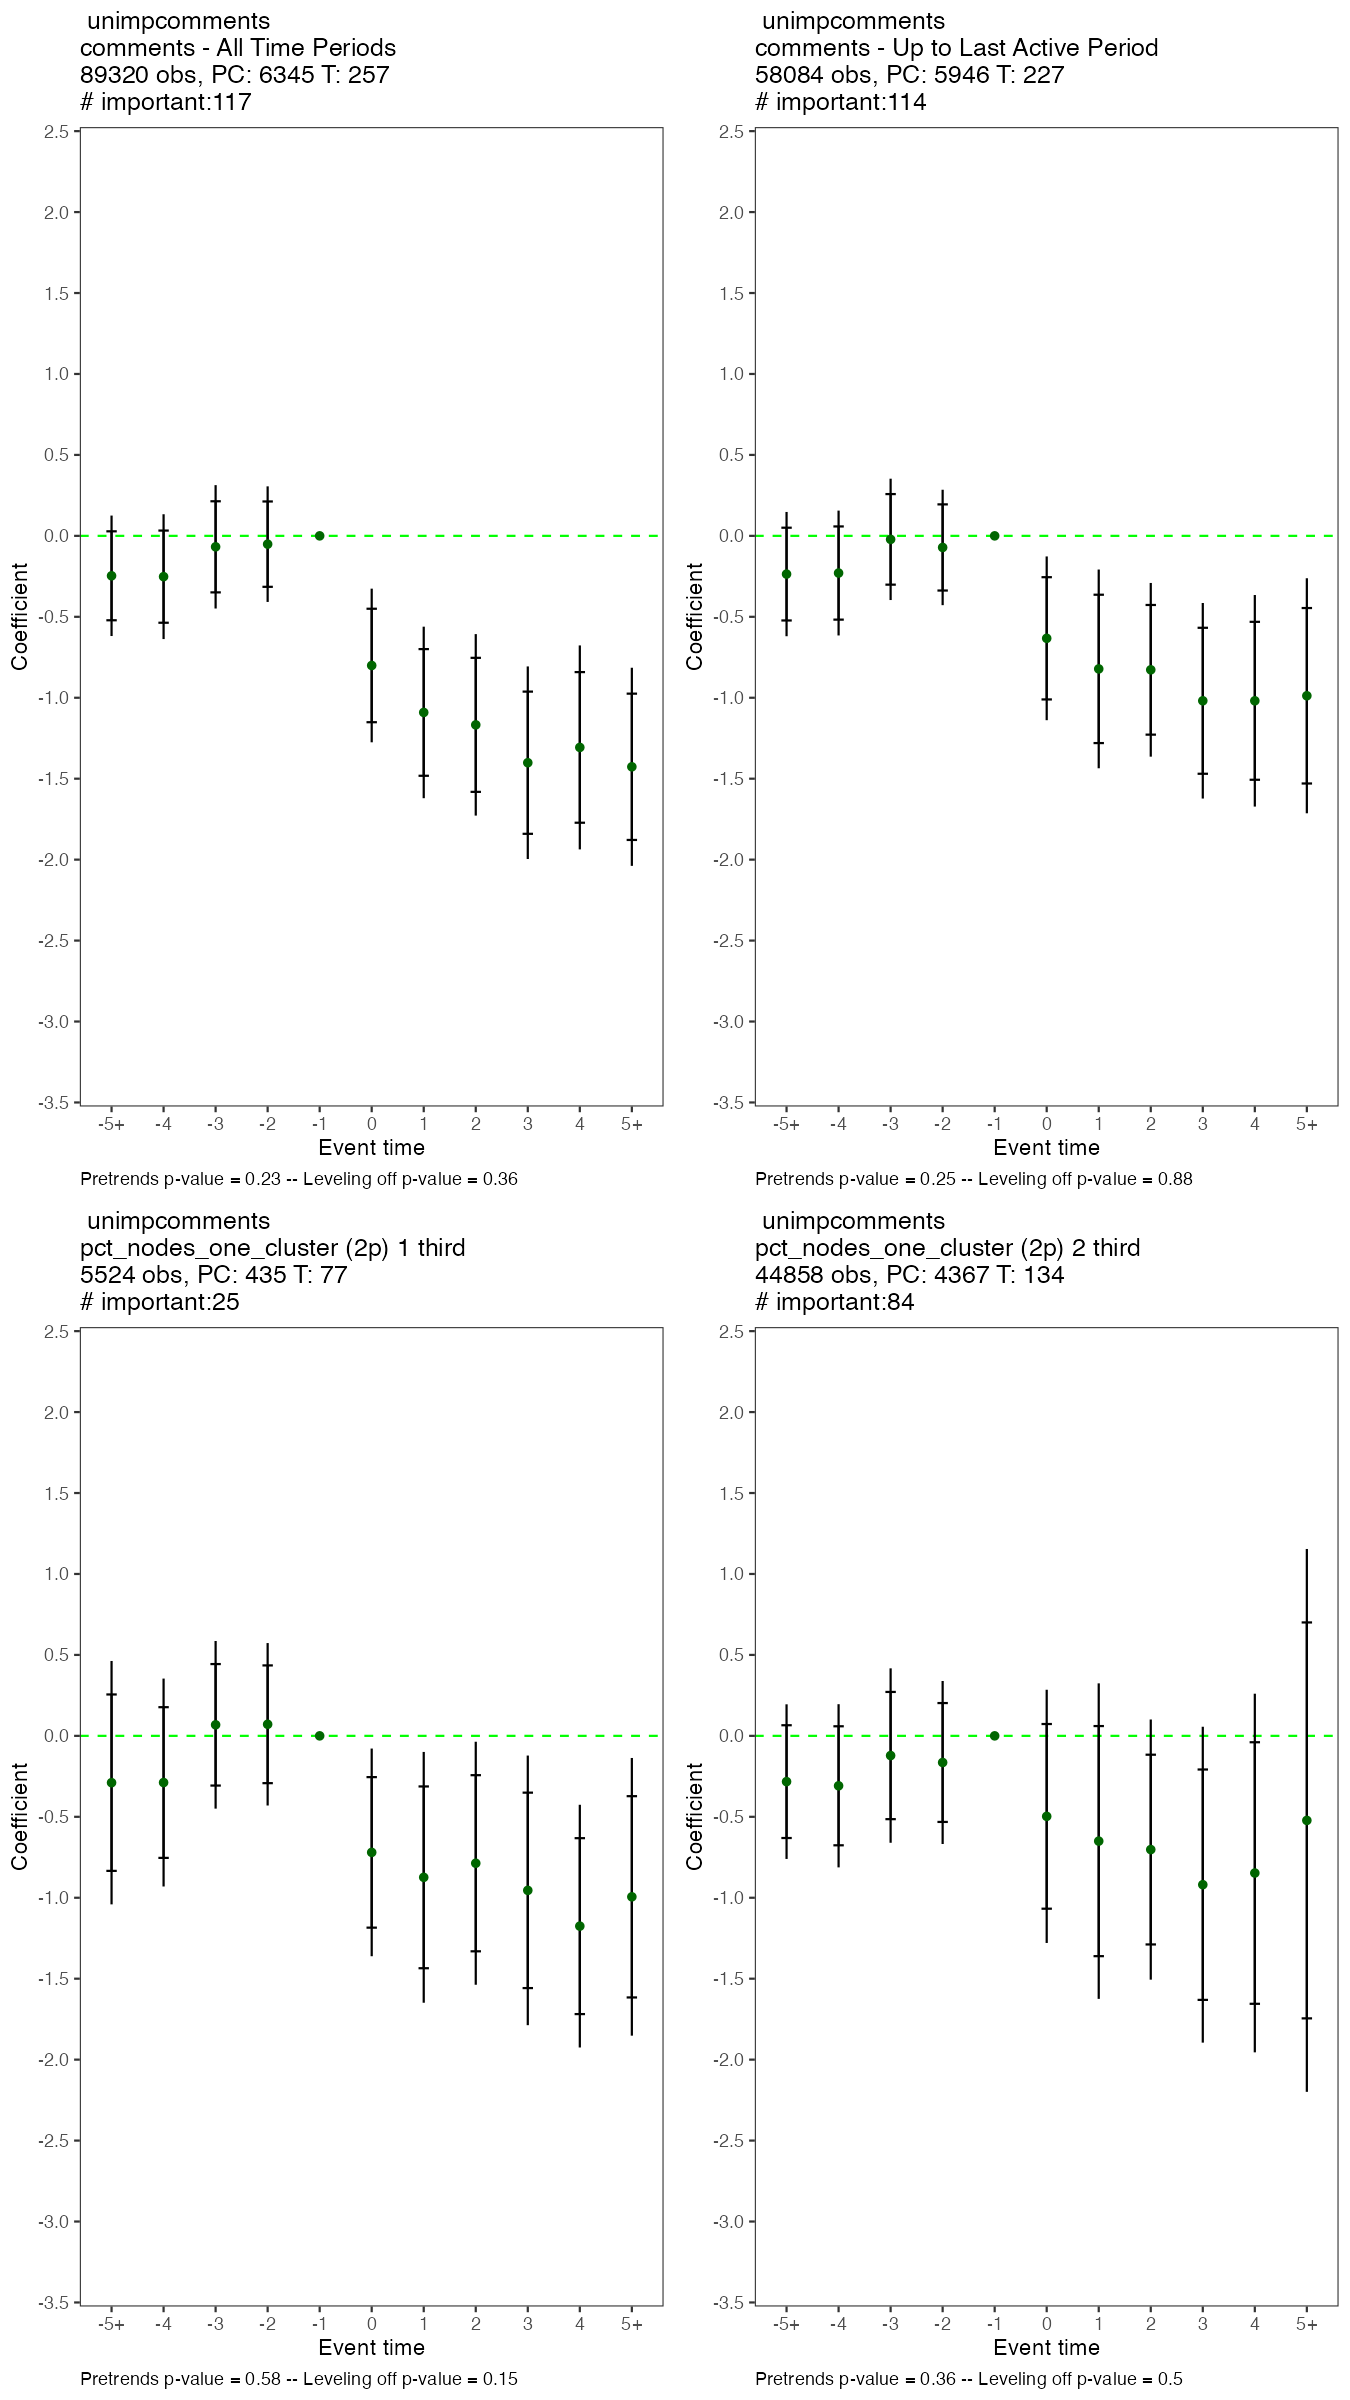 unimpcomments
comments - All Time Periods
89320 obs, PC: 6345 T: 257
# important:117
2.5
2.0
1.5
1.0
0.5
0.0
-0.5
-1.0
-1.5
-2.0
-2.5
-3.0
-3.5
Coefficient
-5+ -4 -3 -2 -1 0 1 2 3 4 5+
Event time
Pretrends p-value = 0.23 -- Leveling off p-value = 0.36
unimpcomments
comments - Up to Last Active Period
58084 obs, PC: 5946 T: 227
# important:114
2.5
2.0
1.5
1.0
0.5
0.0
-0.5
-1.0
-1.5
-2.0
-2.5
-3.0
-3.5
Coefficient
-5+ -4 -3 -2 -1 0 1 2 3 4 5+
Event time
Pretrends p-value = 0.25 -- Leveling off p-value = 0.88
unimpcomments
pct_nodes_one_cluster (2p) 1 third
5524 obs, PC: 435 T: 77
# important:25
2.5
2.0
1.5
1.0
0.5
0.0
-0.5
-1.0
-1.5
-2.0
-2.5
-3.0
-3.5
Coefficient
-5+ -4 -3 -2 -1 0 1 2 3 4 5+
Event time
Pretrends p-value = 0.58 -- Leveling off p-value = 0.15
unimpcomments
pct_nodes_one_cluster (2p) 2 third
44858 obs, PC: 4367 T: 134
# important:84
2.5
2.0
1.5
1.0
0.5
0.0
-0.5
-1.0
-1.5
-2.0
-2.5
-3.0
-3.5
Coefficient
-5+ -4 -3 -2 -1 0 1 2 3 4 5+
Event time
Pretrends p-value = 0.36 -- Leveling off p-value = 0.5